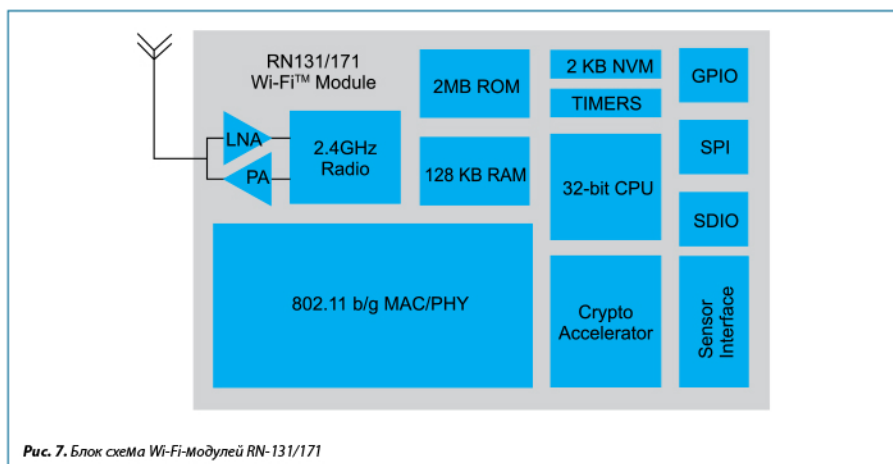 RN131/171
Wi-Fi™ Module
LNA
PA
2.4GHz
Radio
2MB ROM
128 KB RAM
2 KB NVM
TIMERS
32-bit CPU
GPIO
SPI
SDIO
802.11 b/g MAC/PHY
Crypto
Accelerator
Sensor
Interface
Рис. 7. Блок схема Wi-Fi-модулей RN-131/171